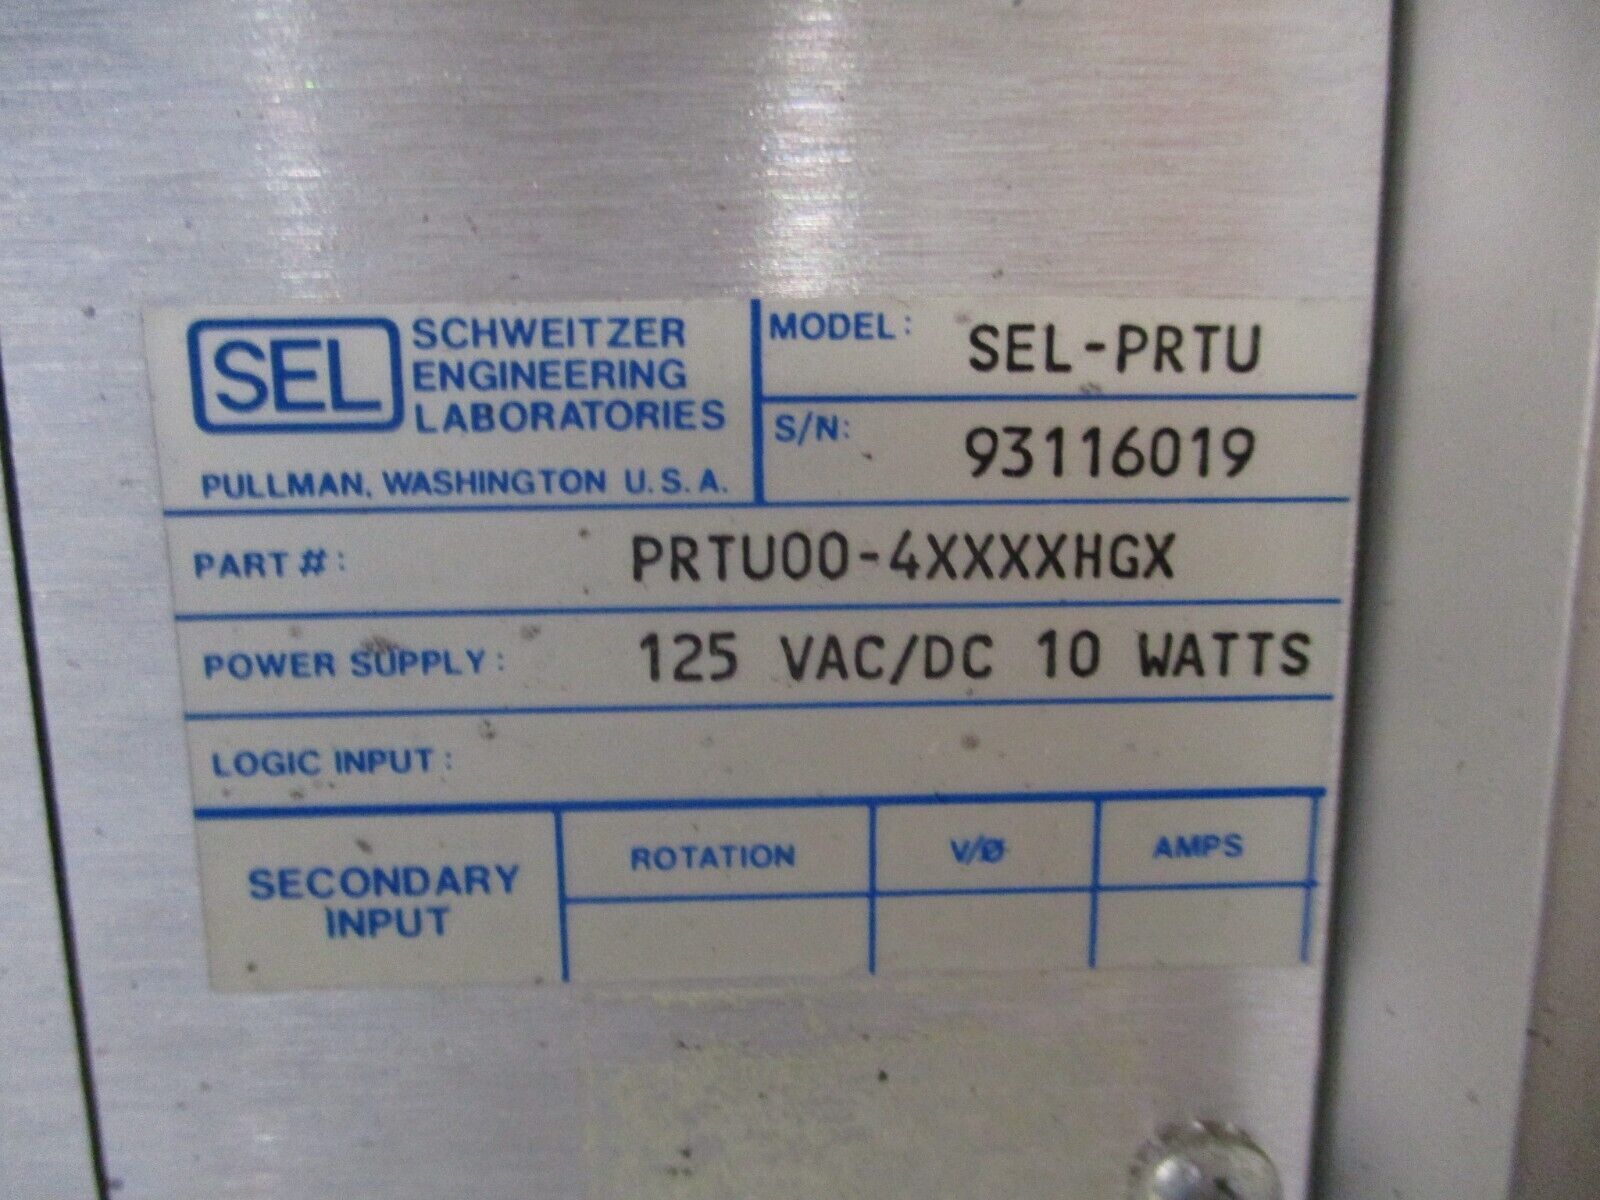 SEL SCHWEITZER
ENGINEERING
LABORATORIES
PULLMAN, WASHINGTON U.S.A.
MODEL: SEL-PRTU
S/N: 93116019
PART #: PRTU00-4XXXXHGX
POWER SUPPLY: 125 VAC/DC 10 WATTS
LOGIC INPUT:
SECONDARY
INPUT
ROTATION V/Ø AMPS